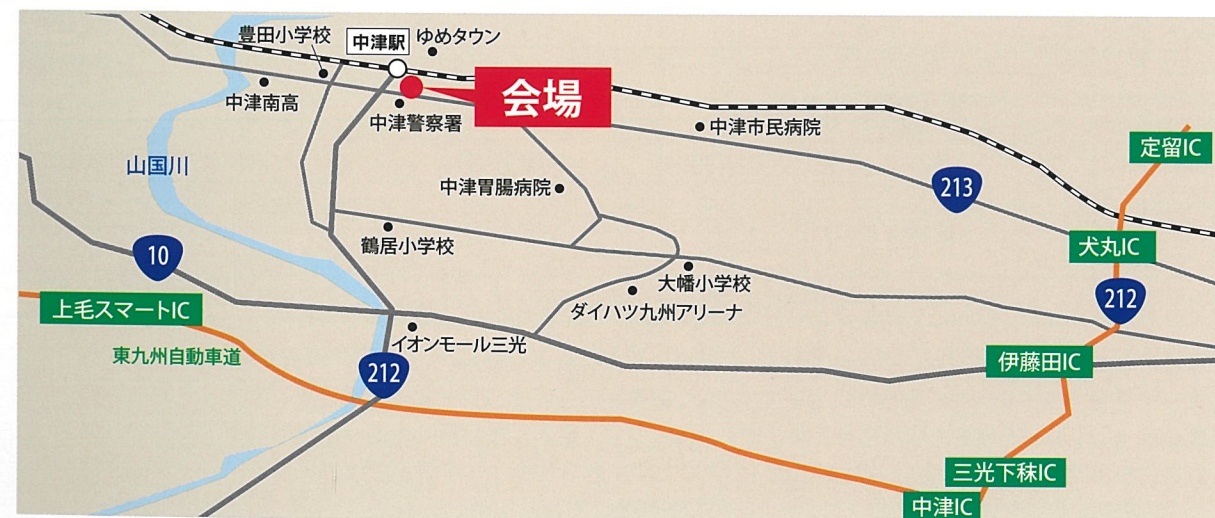 豊田小学校
中津駅
ゆめタウン
中津南高
中津警察署
会場
中津市民病院
定留IC
山国川
中津胃腸病院
213
鶴居小学校
犬丸IC
10
大幡小学校
ダイハツ九州アリーナ
212
上毛スマートIC
イオンモール三光
東九州自動車道
212
伊藤田IC
三光下秣IC
中津IC